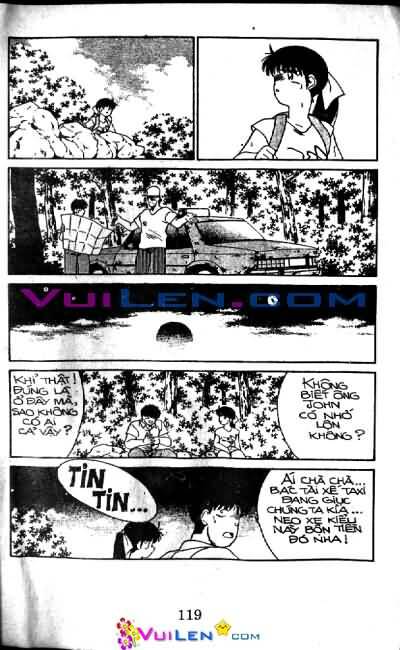 VUILEN.COM
KHỈ THẬT!
ĐÚNG LÀ
Ở ĐÂY MÀ,
SAO KHÔNG
CÓ AI
CẢ VẬY?
KHÔNG
BIẾT ÔNG
JOHN
CÓ NHỚ
LỘN
KHÔNG?
TIN
TIN...
ÁI CHÀ CHÀ...
BÁC TÀI XẾ TAXI
ĐANG GIỤC
CHÚNG TA KÌA...
NEO XE KIỂU
NÀY BỘN TIỀN
ĐÓ NHA!
119
VUILEN.COM